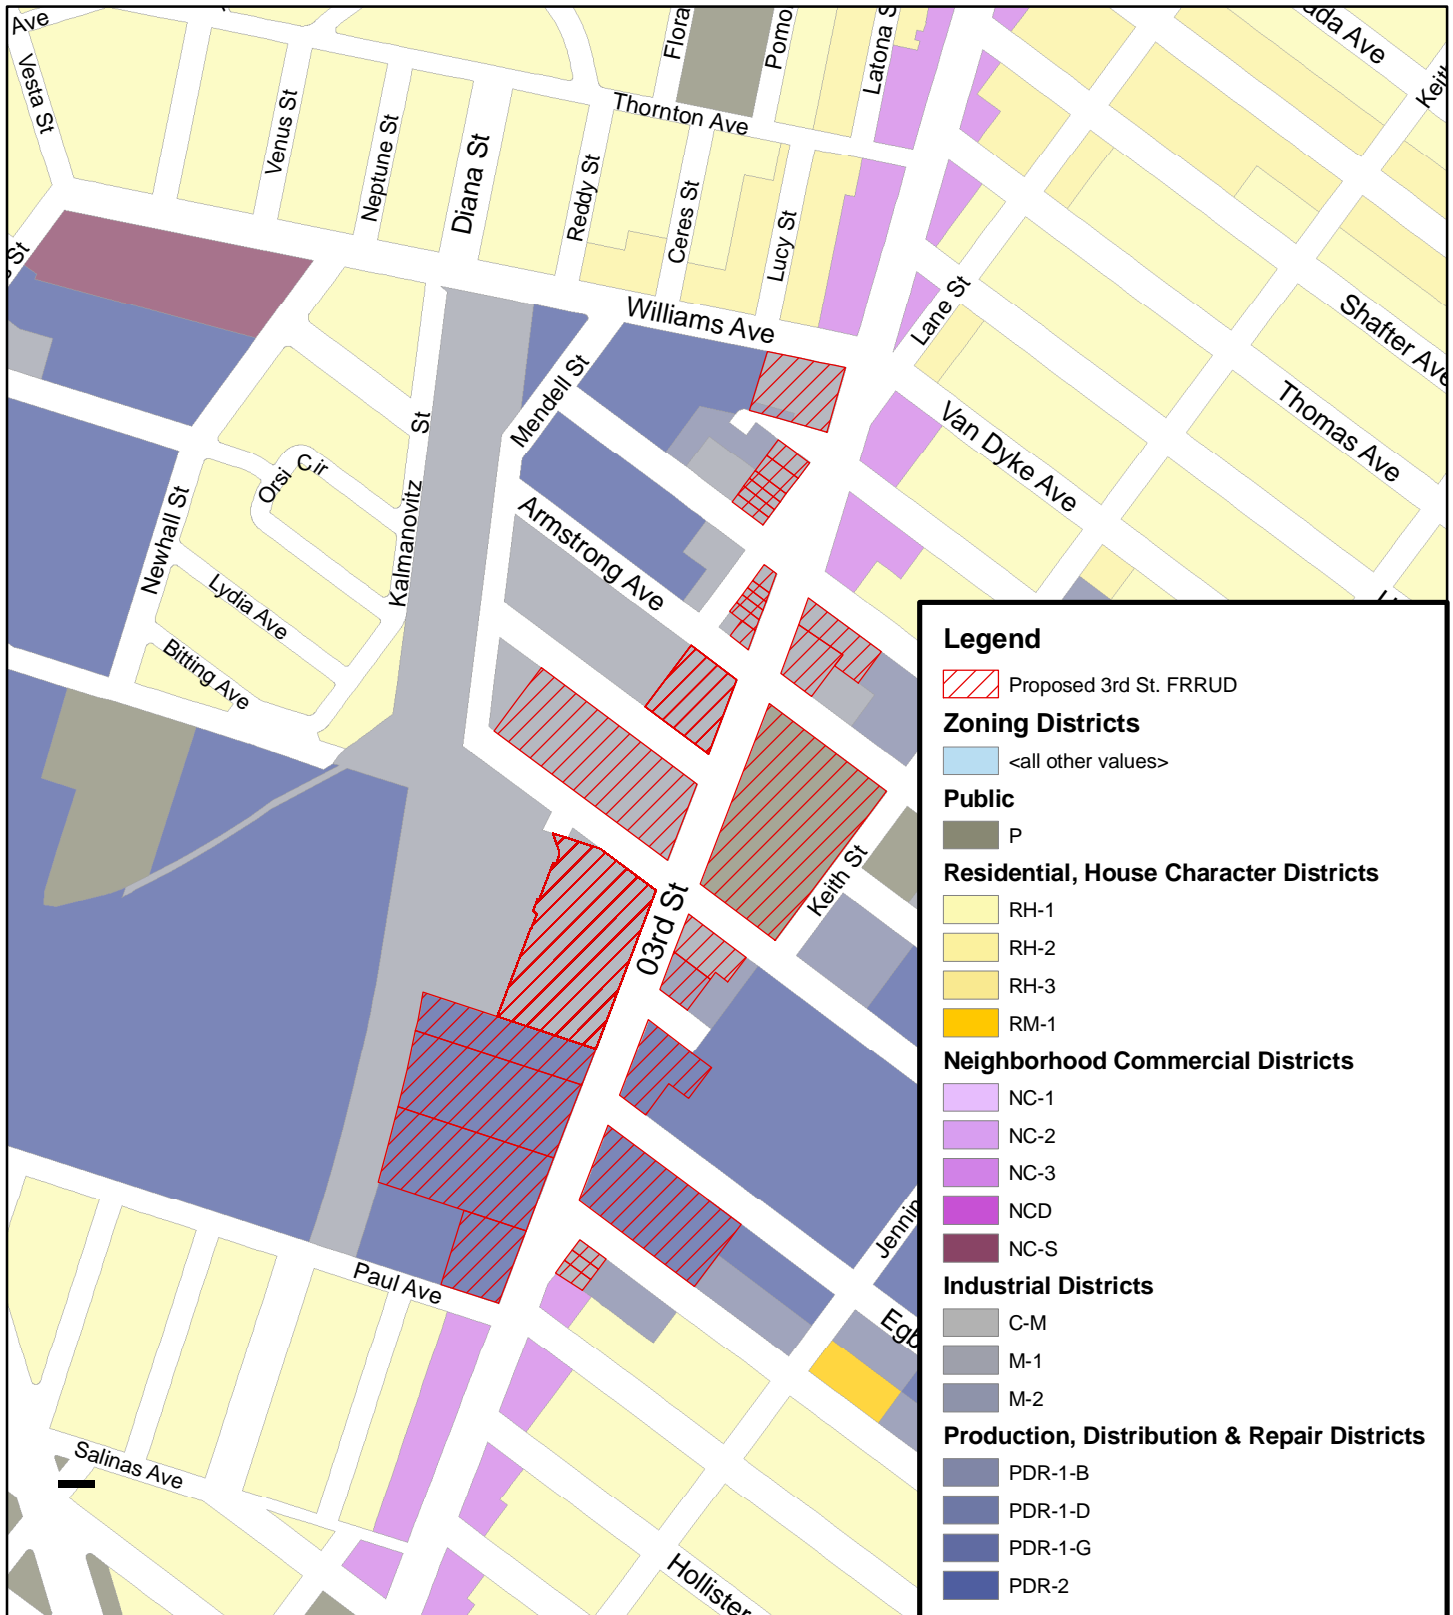 Ave
Vesta St
Venus St
Neptune St
Diana St
Reddy St
Flora
Pomo
Latona S
Thornton Ave
Ceres St
Lucy St
ada Ave
Keit
St
Williams Ave
Lane St
Shafter Ave
Thomas Ave
Van Dyke Ave
Mendell St
Orsi Cir
Kalmanovitz St
Newhall St
Armstrong Ave
Lydia Ave
Bitting Ave
Keith St
03rd St
Jennin
Paul Ave
Egb
Salinas Ave
Hollister
Legend
Proposed 3rd St. FRRUD
Zoning Districts
<all other values>
Public
P
Residential, House Character Districts
RH-1
RH-2
RH-3
RM-1
Neighborhood Commercial Districts
NC-1
NC-2
NC-3
NCD
NC-S
Industrial Districts
C-M
M-1
M-2
Production, Distribution & Repair Districts
PDR-1-B
PDR-1-D
PDR-1-G
PDR-2